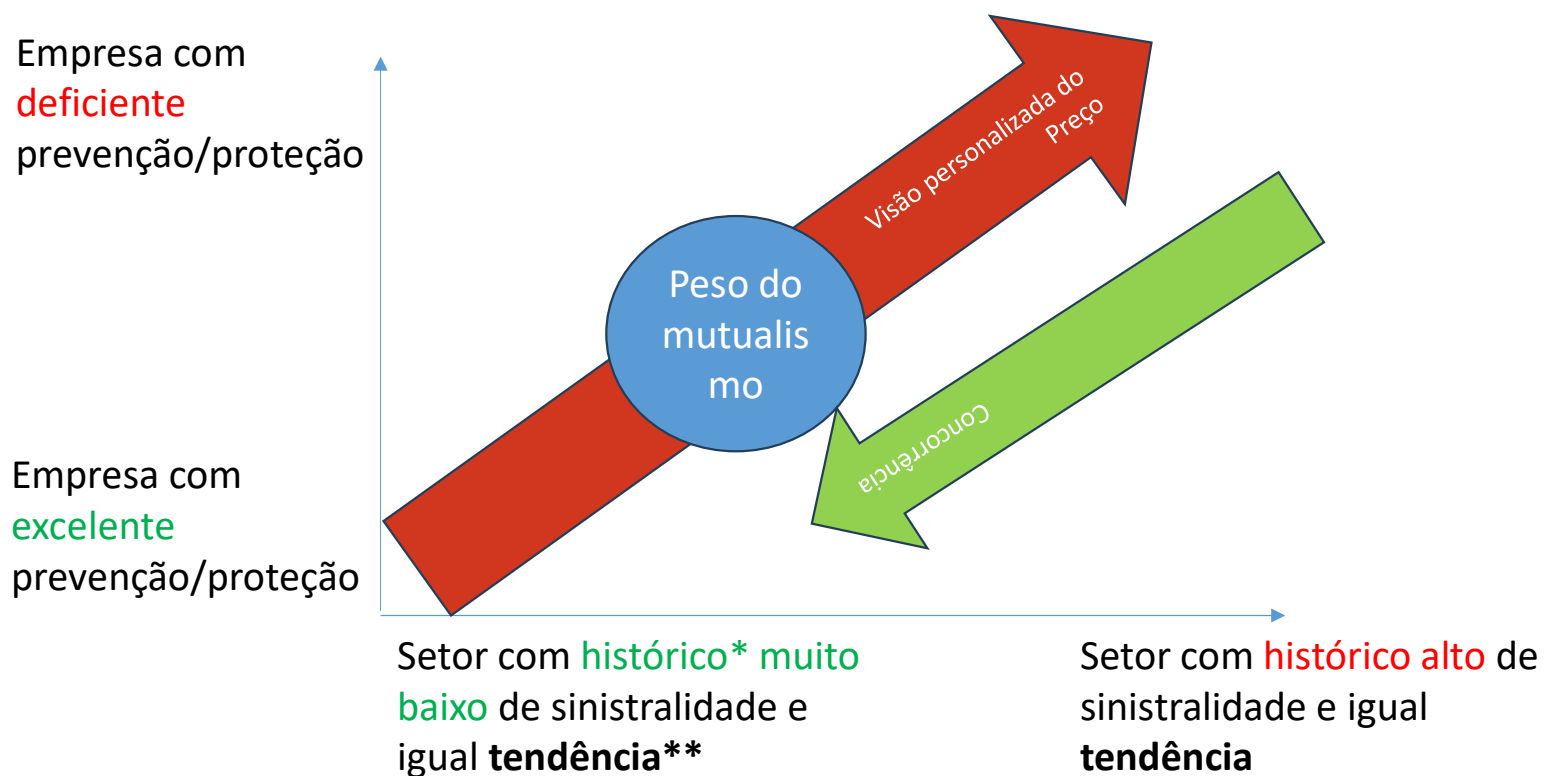 Empresa com
deficiente
prevenção/proteção
Visão personalizada do
Preço
Peso do
mutualis
mo
Concorrência
Empresa com
excelente
prevenção/proteção
Setor com histórico* muito
baixo de sinistralidade e
igual tendência**
Setor com histórico alto de
sinistralidade e igual
tendência